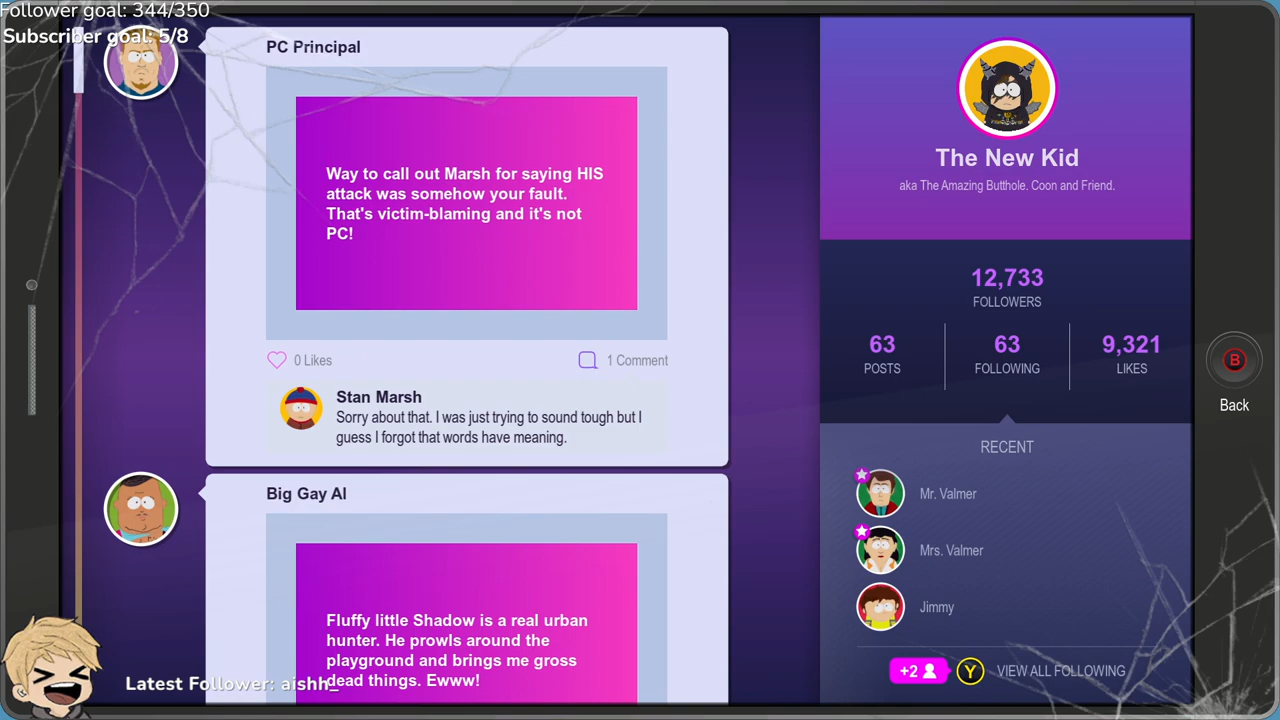 Follower goal: 344/350
Subscriber goal: 5/8
PC Principal
Way to call out Marsh for saying HIS
attack was somehow your fault.
That's victim-blaming and it's not
PC!
0 Likes
1 Comment
Stan Marsh
Sorry about that. I was just trying to sound tough but I
guess I forgot that words have meaning.
Big Gay Al
Fluffy little Shadow is a real urban
hunter. He prowls around the
playground and brings me gross
dead things. Ewww!
Latest Follower: aishh_
The New Kid
aka The Amazing Butthole. Coon and Friend.
12,733
FOLLOWERS
63
POSTS
63
FOLLOWING
9,321
LIKES
RECENT
Mr. Valmer
Mrs. Valmer
Jimmy
+2
Y
VIEW ALL FOLLOWING
B
Back